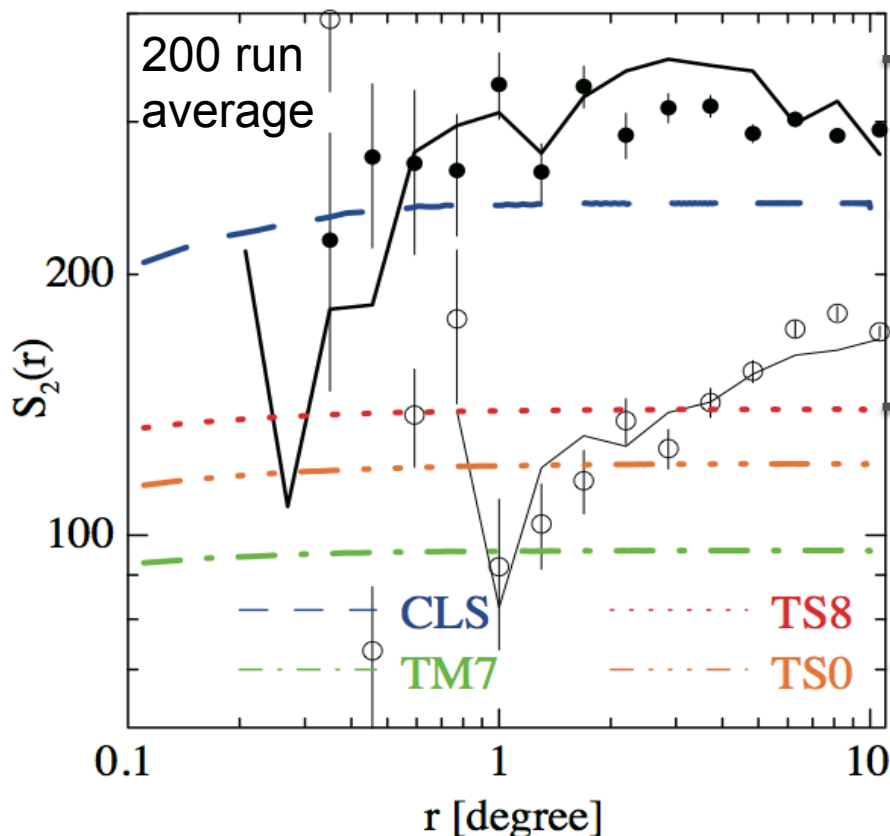 200 run
average
200
100
S₂(r)
CLS
TS8
TM7
TS0
0.1
1
10
r [degree]